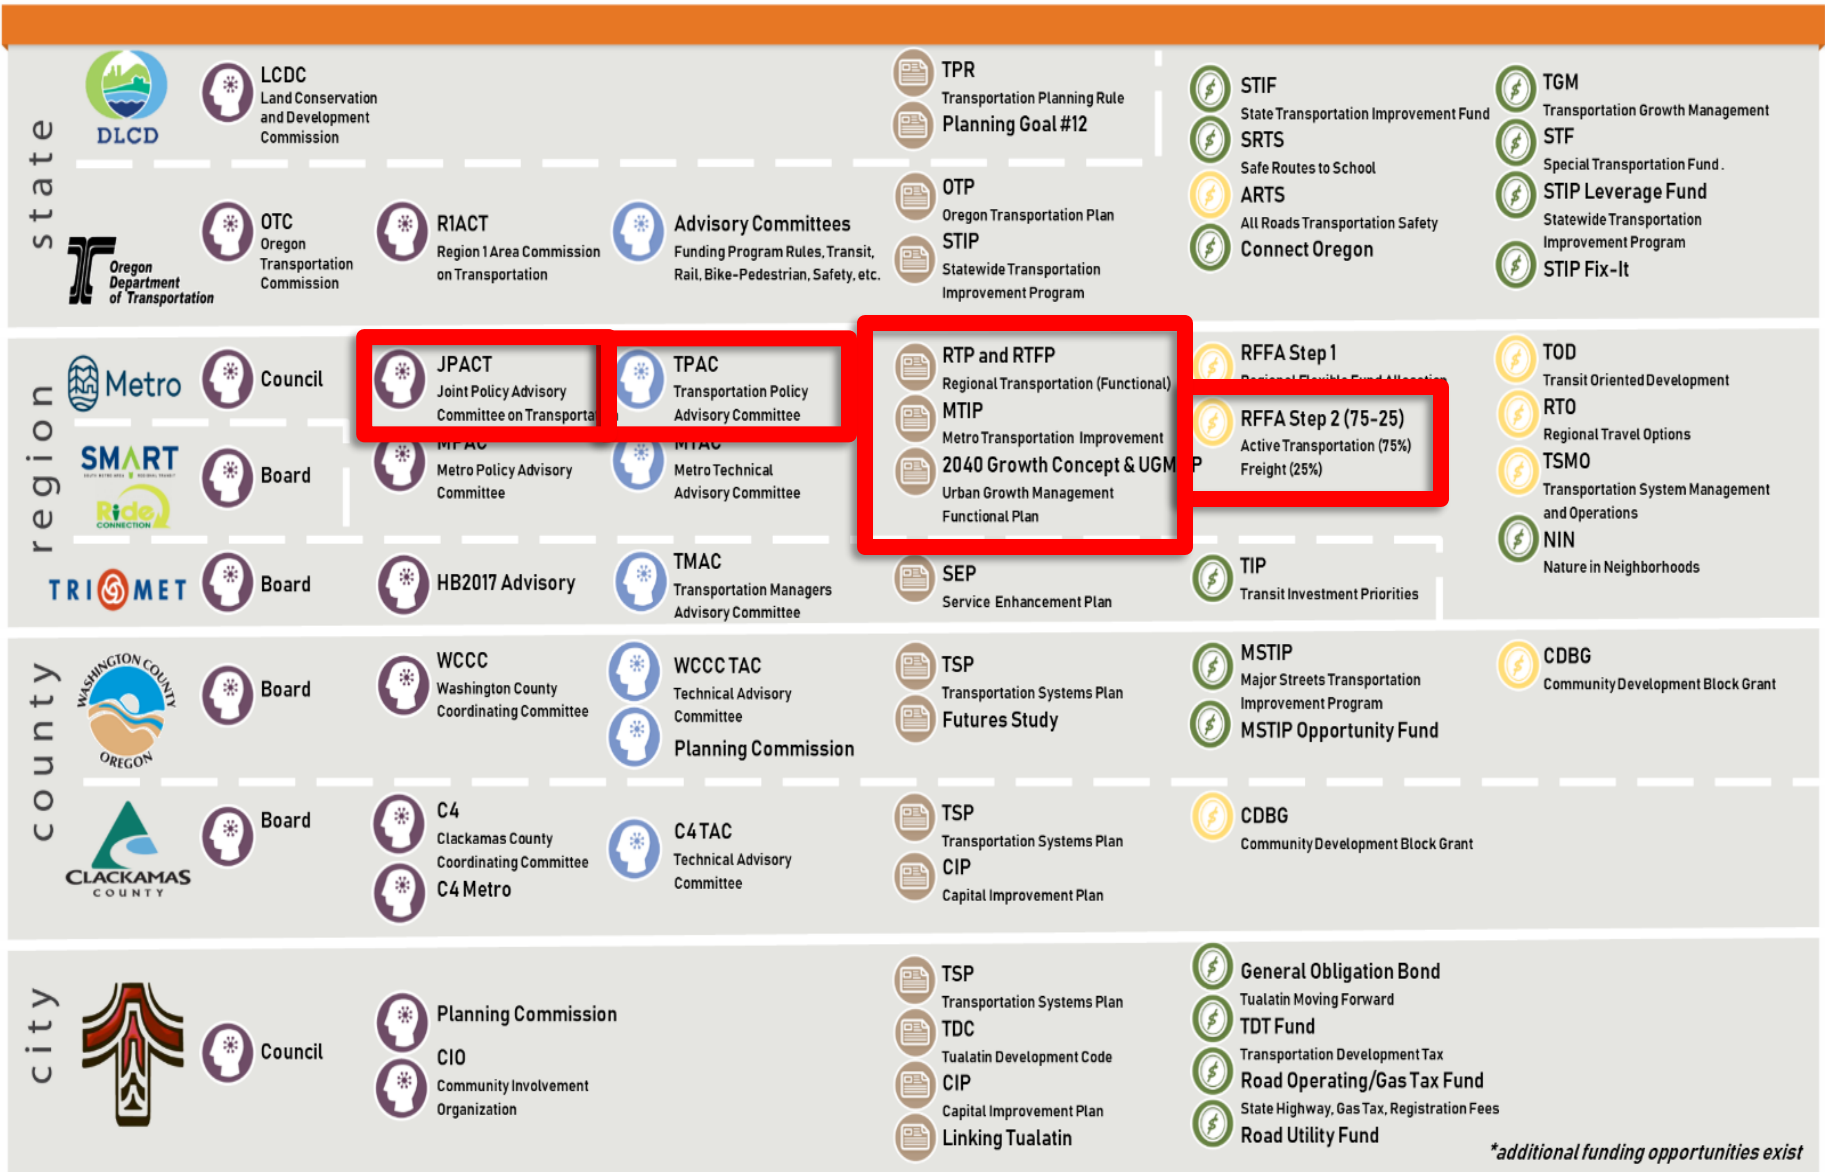 state
DLCD
LCDC
Land Conservation
and Development
Commission
TPR
Transportation Planning Rule
Planning Goal #12
STIF
State Transportation Improvement Fund
SRTS
Safe Routes to School
ARTS
All Roads Transportation Safety
Connect Oregon
TGM
Transportation Growth Management
STF
Special Transportation Fund.
STIP Leverage Fund
Statewide Transportation
Improvement Program
STIP Fix-It
Oregon
Department
of Transportation
OTC
Oregon
Transportation
Commission
R1ACT
Region 1 Area Commission
on Transportation
Advisory Committees
Funding Program Rules, Transit,
Rail, Bike-Pedestrian, Safety, etc.
OTP
Oregon Transportation Plan
STIP
Statewide Transportation
Improvement Program
region
Metro
Council
JPACT
Joint Policy Advisory
Committee on Transportation
TPAC
Transportation Policy
Advisory Committee
RTP and RTFP
Regional Transportation (Functional)
MTIP
Metro Transportation Improvement
2040 Growth Concept & UGM P
Urban Growth Management
Functional Plan
RFFA Step 1
Regional Flexible Fund Allocation
RFFA Step 2 (75-25)
Active Transportation (75%)
Freight (25%)
TOD
Transit Oriented Development
RTO
Regional Travel Options
TSMO
Transportation System Management
and Operations
NIN
Nature in Neighborhoods
SMART
Ride
CONNECTION
Board
MPAC
Metro Policy Advisory
Committee
MTAC
Metro Technical
Advisory Committee
TRIMET
Board
HB2017 Advisory
TMAC
Transportation Managers
Advisory Committee
SEP
Service Enhancement Plan
TIP
Transit Investment Priorities
county
WASHINGTON COUNTY
OREGON
Board
WCCC
Washington County
Coordinating Committee
WCCC TAC
Technical Advisory
Committee
Planning Commission
TSP
Transportation Systems Plan
Futures Study
MSTIP
Major Streets Transportation
Improvement Program
MSTIP Opportunity Fund
CDBG
Community Development Block Grant
CLACKAMAS
COUNTY
Board
C4
Clackamas County
Coordinating Committee
C4 Metro
C4 TAC
Technical Advisory
Committee
TSP
Transportation Systems Plan
CIP
Capital Improvement Plan
CDBG
Community Development Block Grant
city
Council
Planning Commission
CIO
Community Involvement
Organization
TSP
Transportation Systems Plan
TDC
Tualatin Development Code
CIP
Capital Improvement Plan
Linking Tualatin
General Obligation Bond
Tualatin Moving Forward
TDT Fund
Transportation Development Tax
Road Operating/Gas Tax Fund
State Highway, Gas Tax, Registration Fees
Road Utility Fund
*additional funding opportunities exist